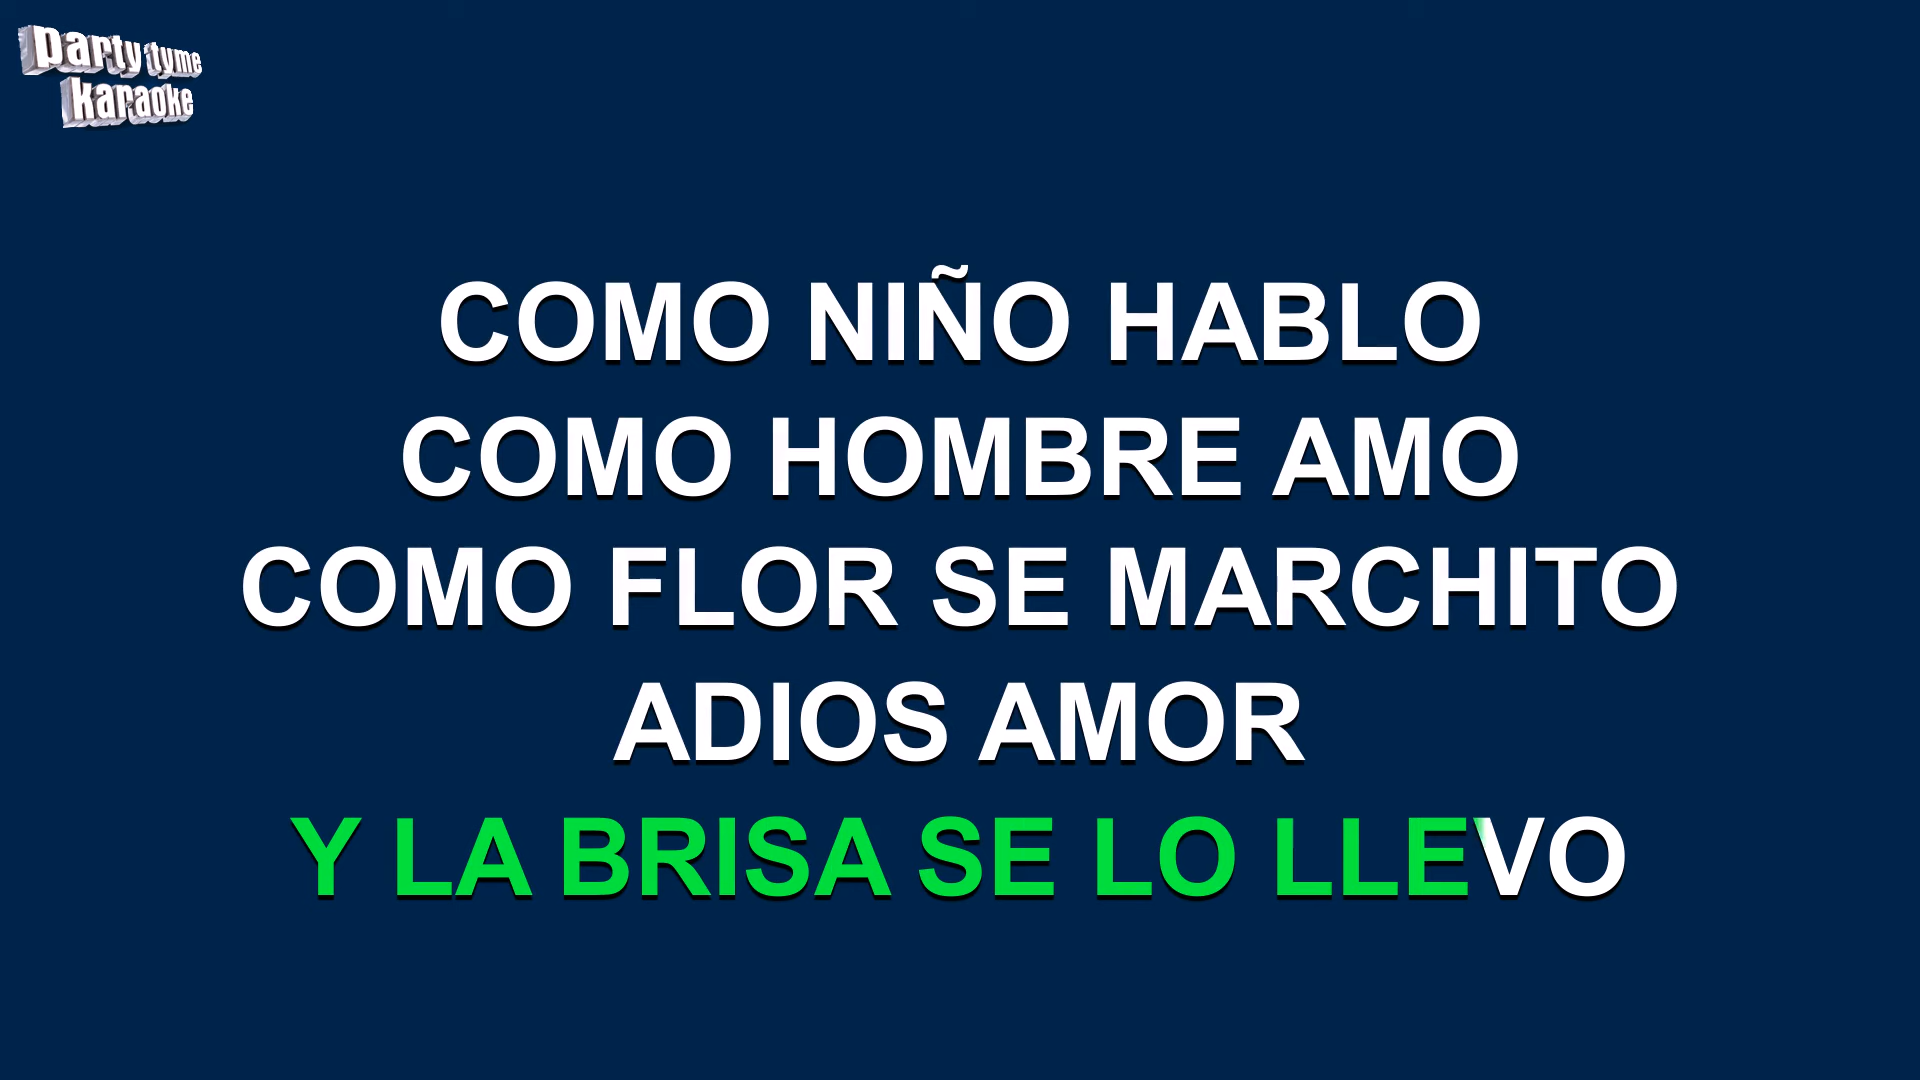 party tyme
karaoke
COMO NIÑO HABLO
COMO HOMBRE AMO
COMO FLOR SE MARCHITO
ADIOS AMOR
Y LA BRISA SE LO LLEVO